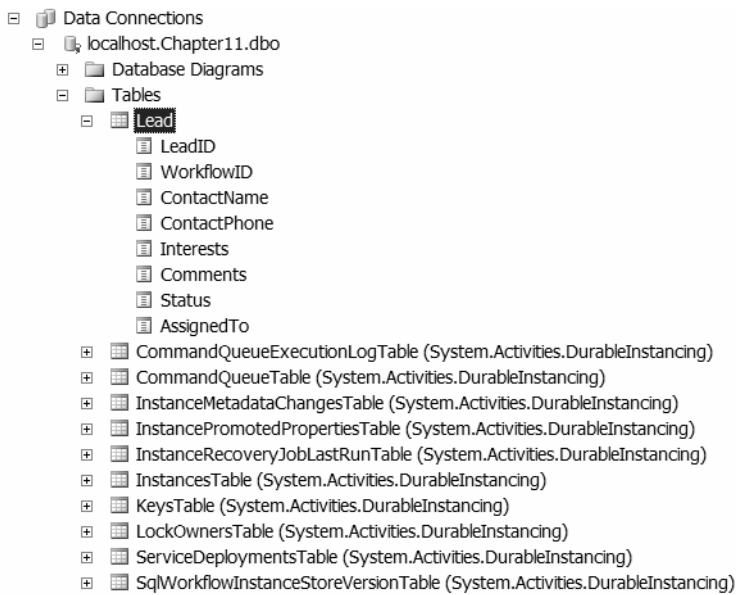 Data Connections
localhost.Chapter11.dbo
Database Diagrams
Tables
Lead
LeadID
WorkflowID
ContactName
ContactPhone
Interests
Comments
Status
AssignedTo
CommandQueueExecutionLogTable (System.Activities.DurableInstancing)
CommandQueueTable (System.Activities.DurableInstancing)
InstanceMetadataChangesTable (System.Activities.DurableInstancing)
InstancePromotedPropertiesTable (System.Activities.DurableInstancing)
InstanceRecoveryJobLastRunTable (System.Activities.DurableInstancing)
InstancesTable (System.Activities.DurableInstancing)
KeysTable (System.Activities.DurableInstancing)
LockOwnersTable (System.Activities.DurableInstancing)
ServiceDeploymentsTable (System.Activities.DurableInstancing)
SqlWorkflowInstanceStoreVersionTable (System.Activities.DurableInstancing)